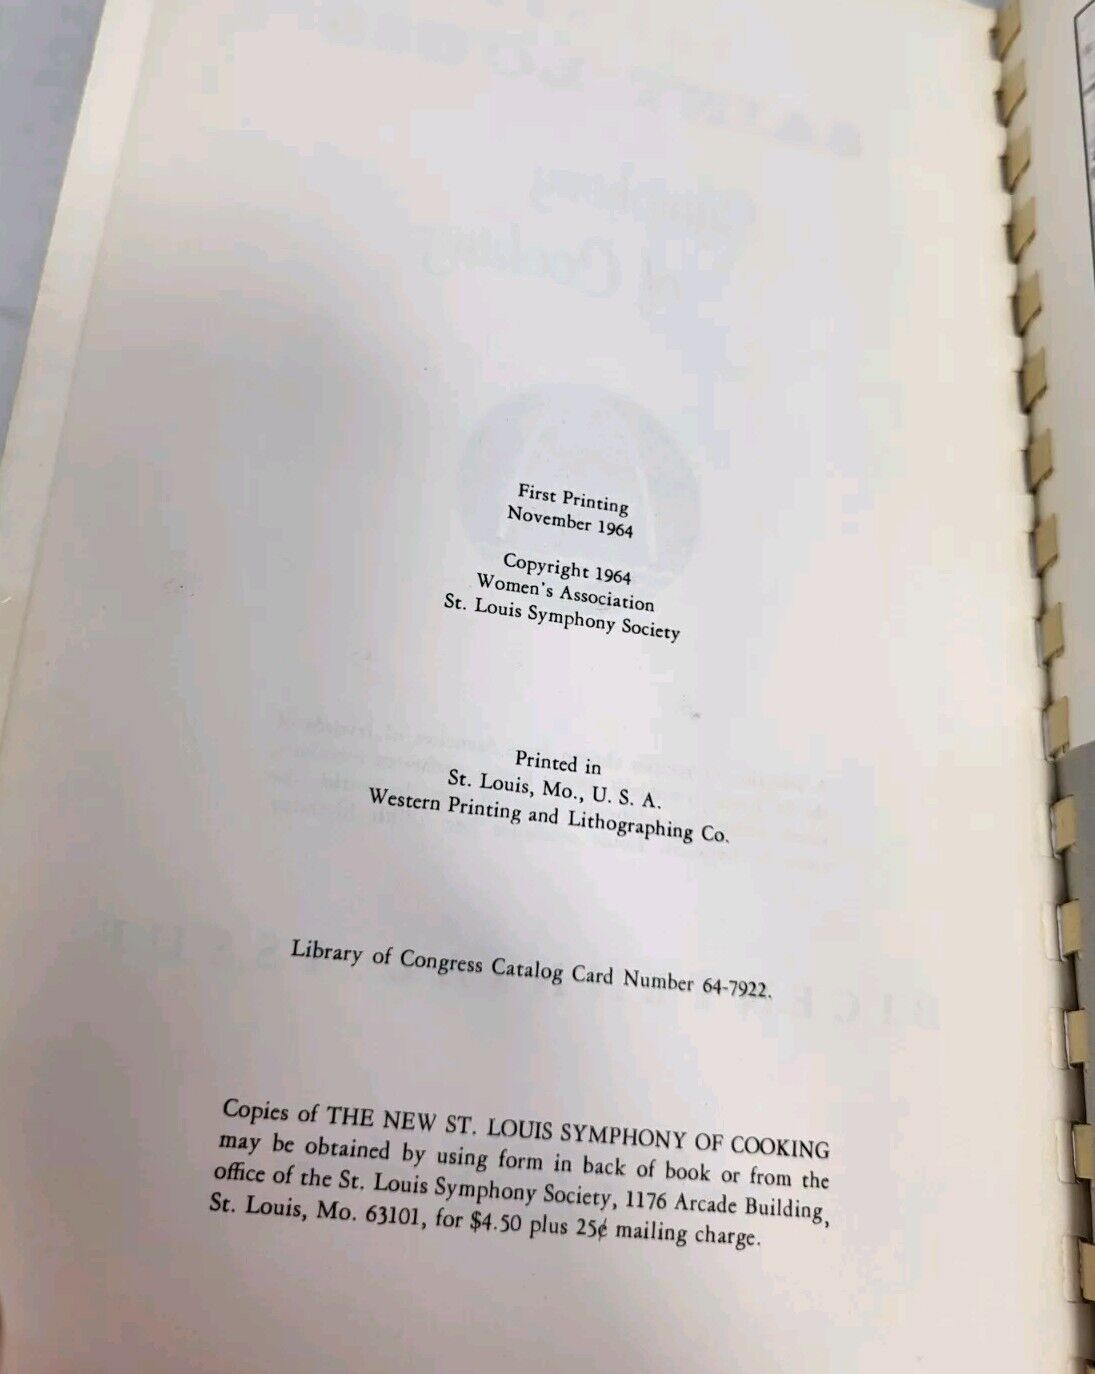 First Printing
November 1964
Copyright 1964
Women's Association
St. Louis Symphony Society
Printed in
St. Louis, Mo., U. S. A.
Western Printing and Lithographing Co.
Library of Congress Catalog Card Number 64-7922.
Copies of THE NEW ST. LOUIS SYMPHONY OF COOKING
may be obtained by using form in back of book or from the
office of the St. Louis Symphony Society, 1176 Arcade Building,
St. Louis, Mo. 63101, for $4.50 plus 25¢ mailing charge.